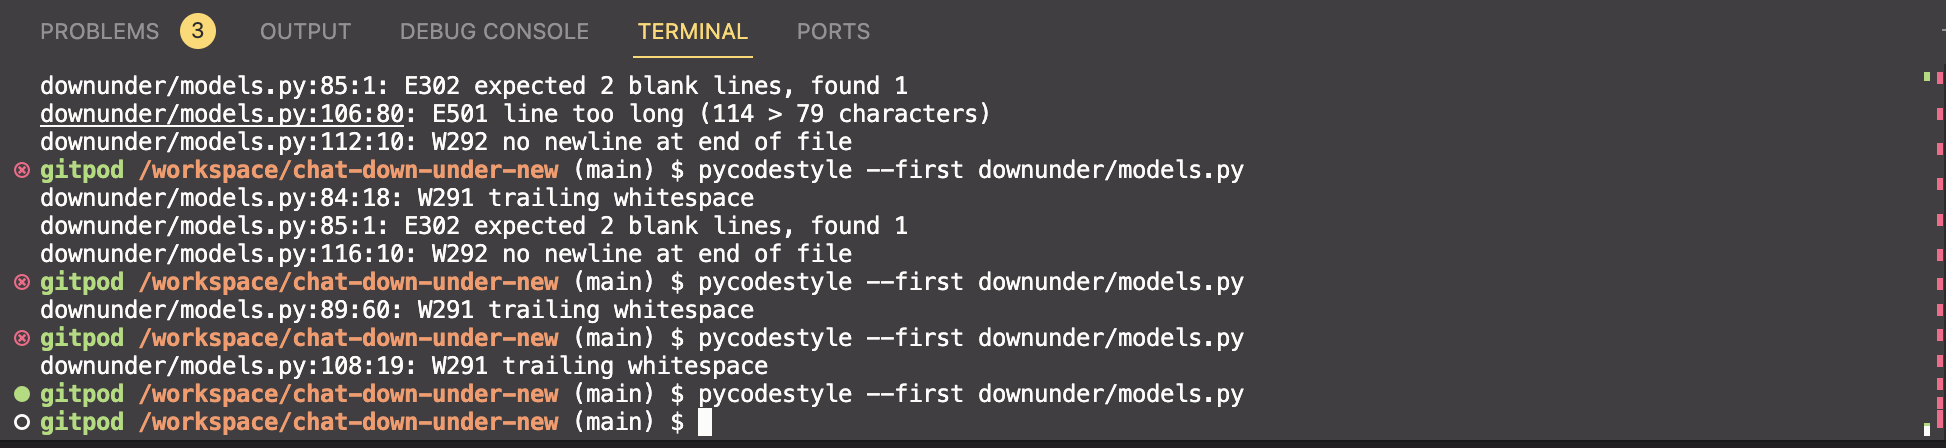 PROBLEMS 3 OUTPUT DEBUG CONSOLE TERMINAL PORTS
downunder/models.py:85:1: E302 expected 2 blank lines, found 1
downunder/models.py:106:80: E501 line too long (114 > 79 characters)
downunder/models.py:112:10: W292 no newline at end of file
gitpod /workspace/chat-down-under-new (main) $ pycodestyle --first downunder/models.py
downunder/models.py:84:18: W291 trailing whitespace
downunder/models.py:85:1: E302 expected 2 blank lines, found 1
downunder/models.py:116:10: W292 no newline at end of file
gitpod /workspace/chat-down-under-new (main) $ pycodestyle --first downunder/models.py
downunder/models.py:89:60: W291 trailing whitespace
gitpod /workspace/chat-down-under-new (main) $ pycodestyle --first downunder/models.py
downunder/models.py:108:19: W291 trailing whitespace
gitpod /workspace/chat-down-under-new (main) $ pycodestyle --first downunder/models.py
gitpod /workspace/chat-down-under-new (main) $